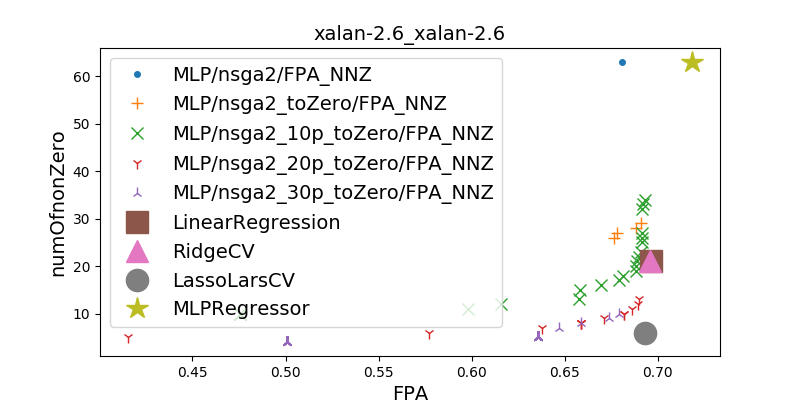 xalan-2.6_xalan-2.6
numOfnonZero
60
50
40
30
20
10
MLP/nsga2/FPA_NNZ
MLP/nsga2_toZero/FPA_NNZ
MLP/nsga2_10p_toZero/FPA_NNZ
MLP/nsga2_20p_toZero/FPA_NNZ
MLP/nsga2_30p_toZero/FPA_NNZ
LinearRegression
RidgeCV
LassoLarsCV
MLPRegressor
0.45 0.50 0.55 0.60 0.65 0.70
FPA